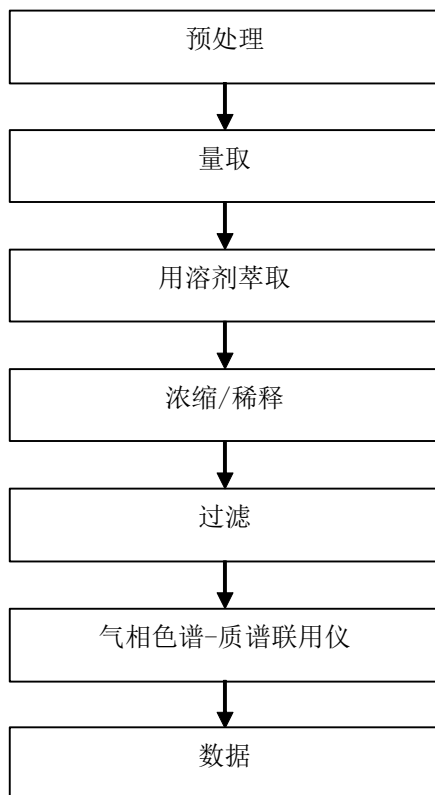 预处理
量取
用溶剂萃取
浓缩/稀释
过滤
气相色谱-质谱联用仪
数据